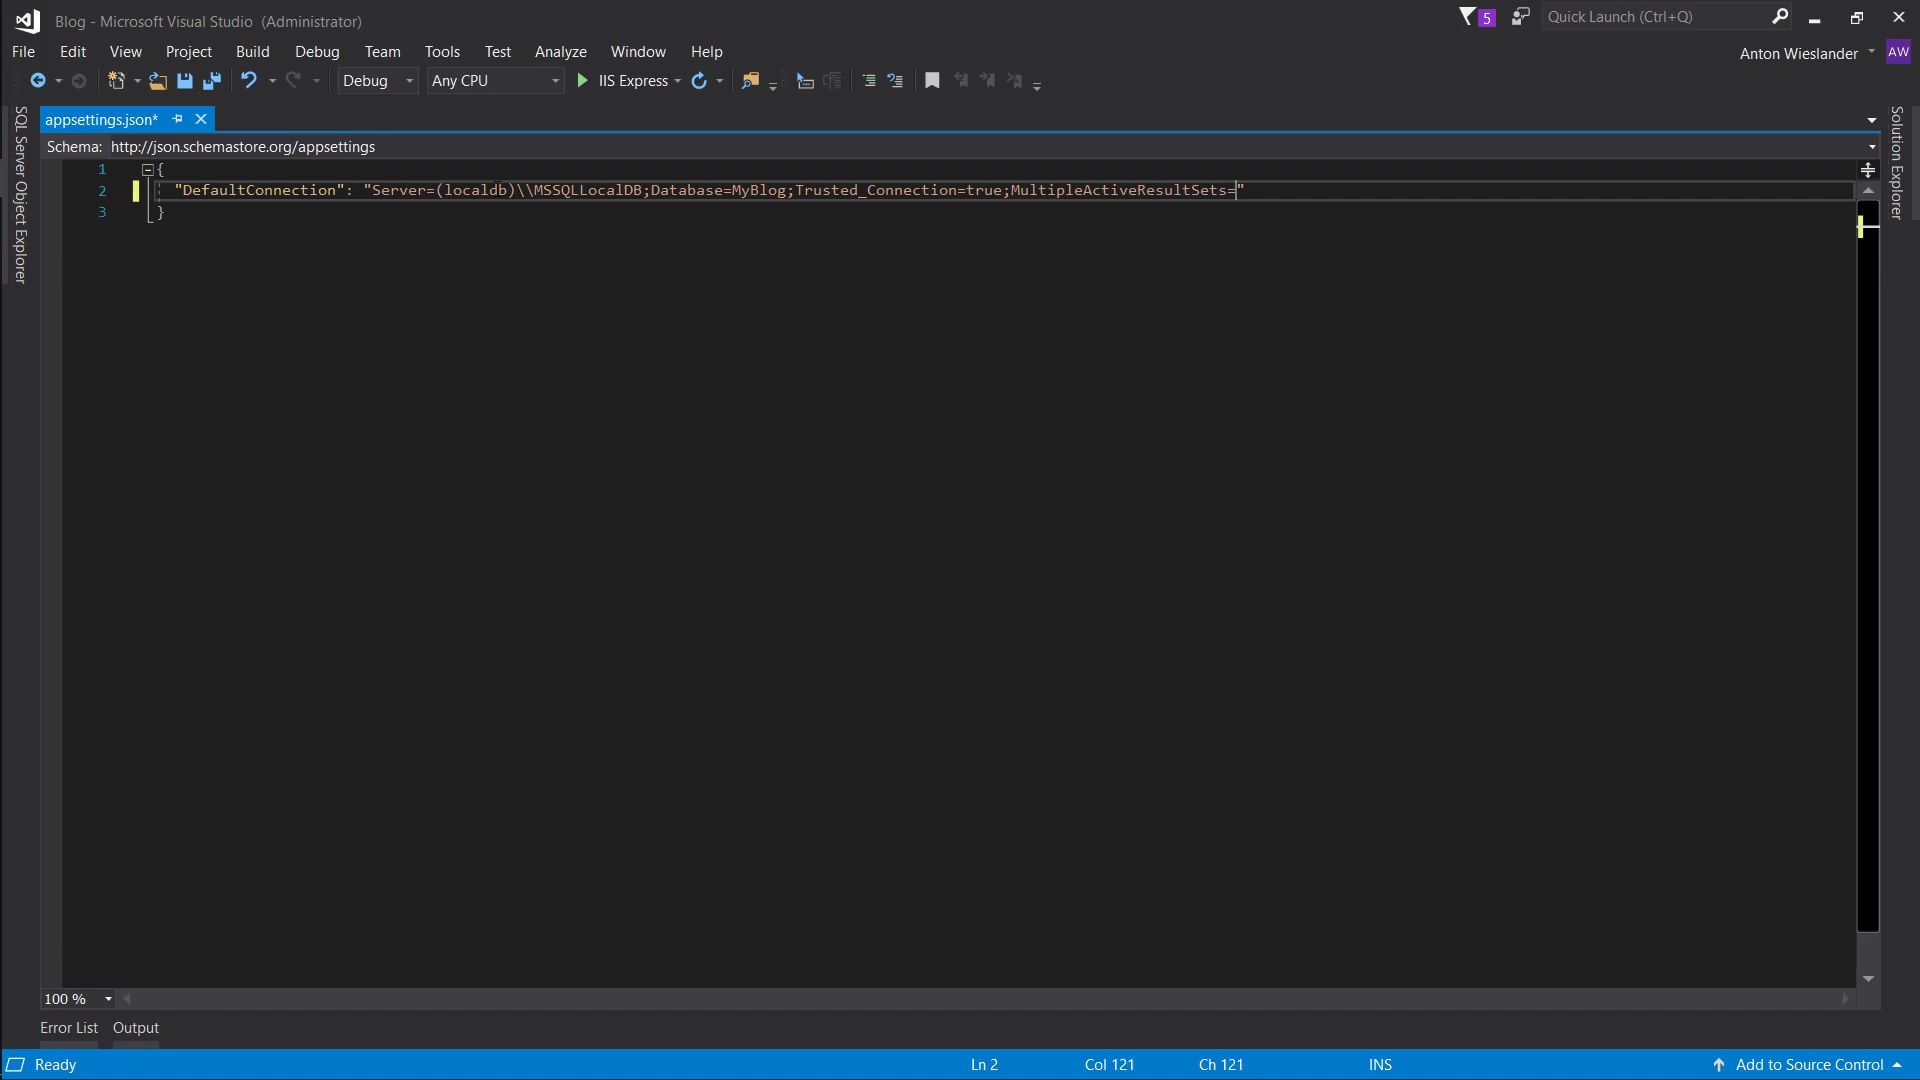 Blog - Microsoft Visual Studio (Administrator)
5
Quick Launch (Ctrl+Q)
File Edit View Project Build Debug Team Tools Test Analyze Window Help
Anton Wieslander AW
Debug Any CPU IIS Express
SQL Server Object Explorer
appsettings.json*
Solution Explorer
Schema: http://json.schemastore.org/appsettings
1 {
2 "DefaultConnection": "Server=(localdb)\\MSSQLLocalDB;Database=MyBlog;Trusted_Connection=true;MultipleActiveResultSets="
3 }
100 %
Error List Output
Ready Ln 2 Col 121 Ch 121 INS Add to Source Control